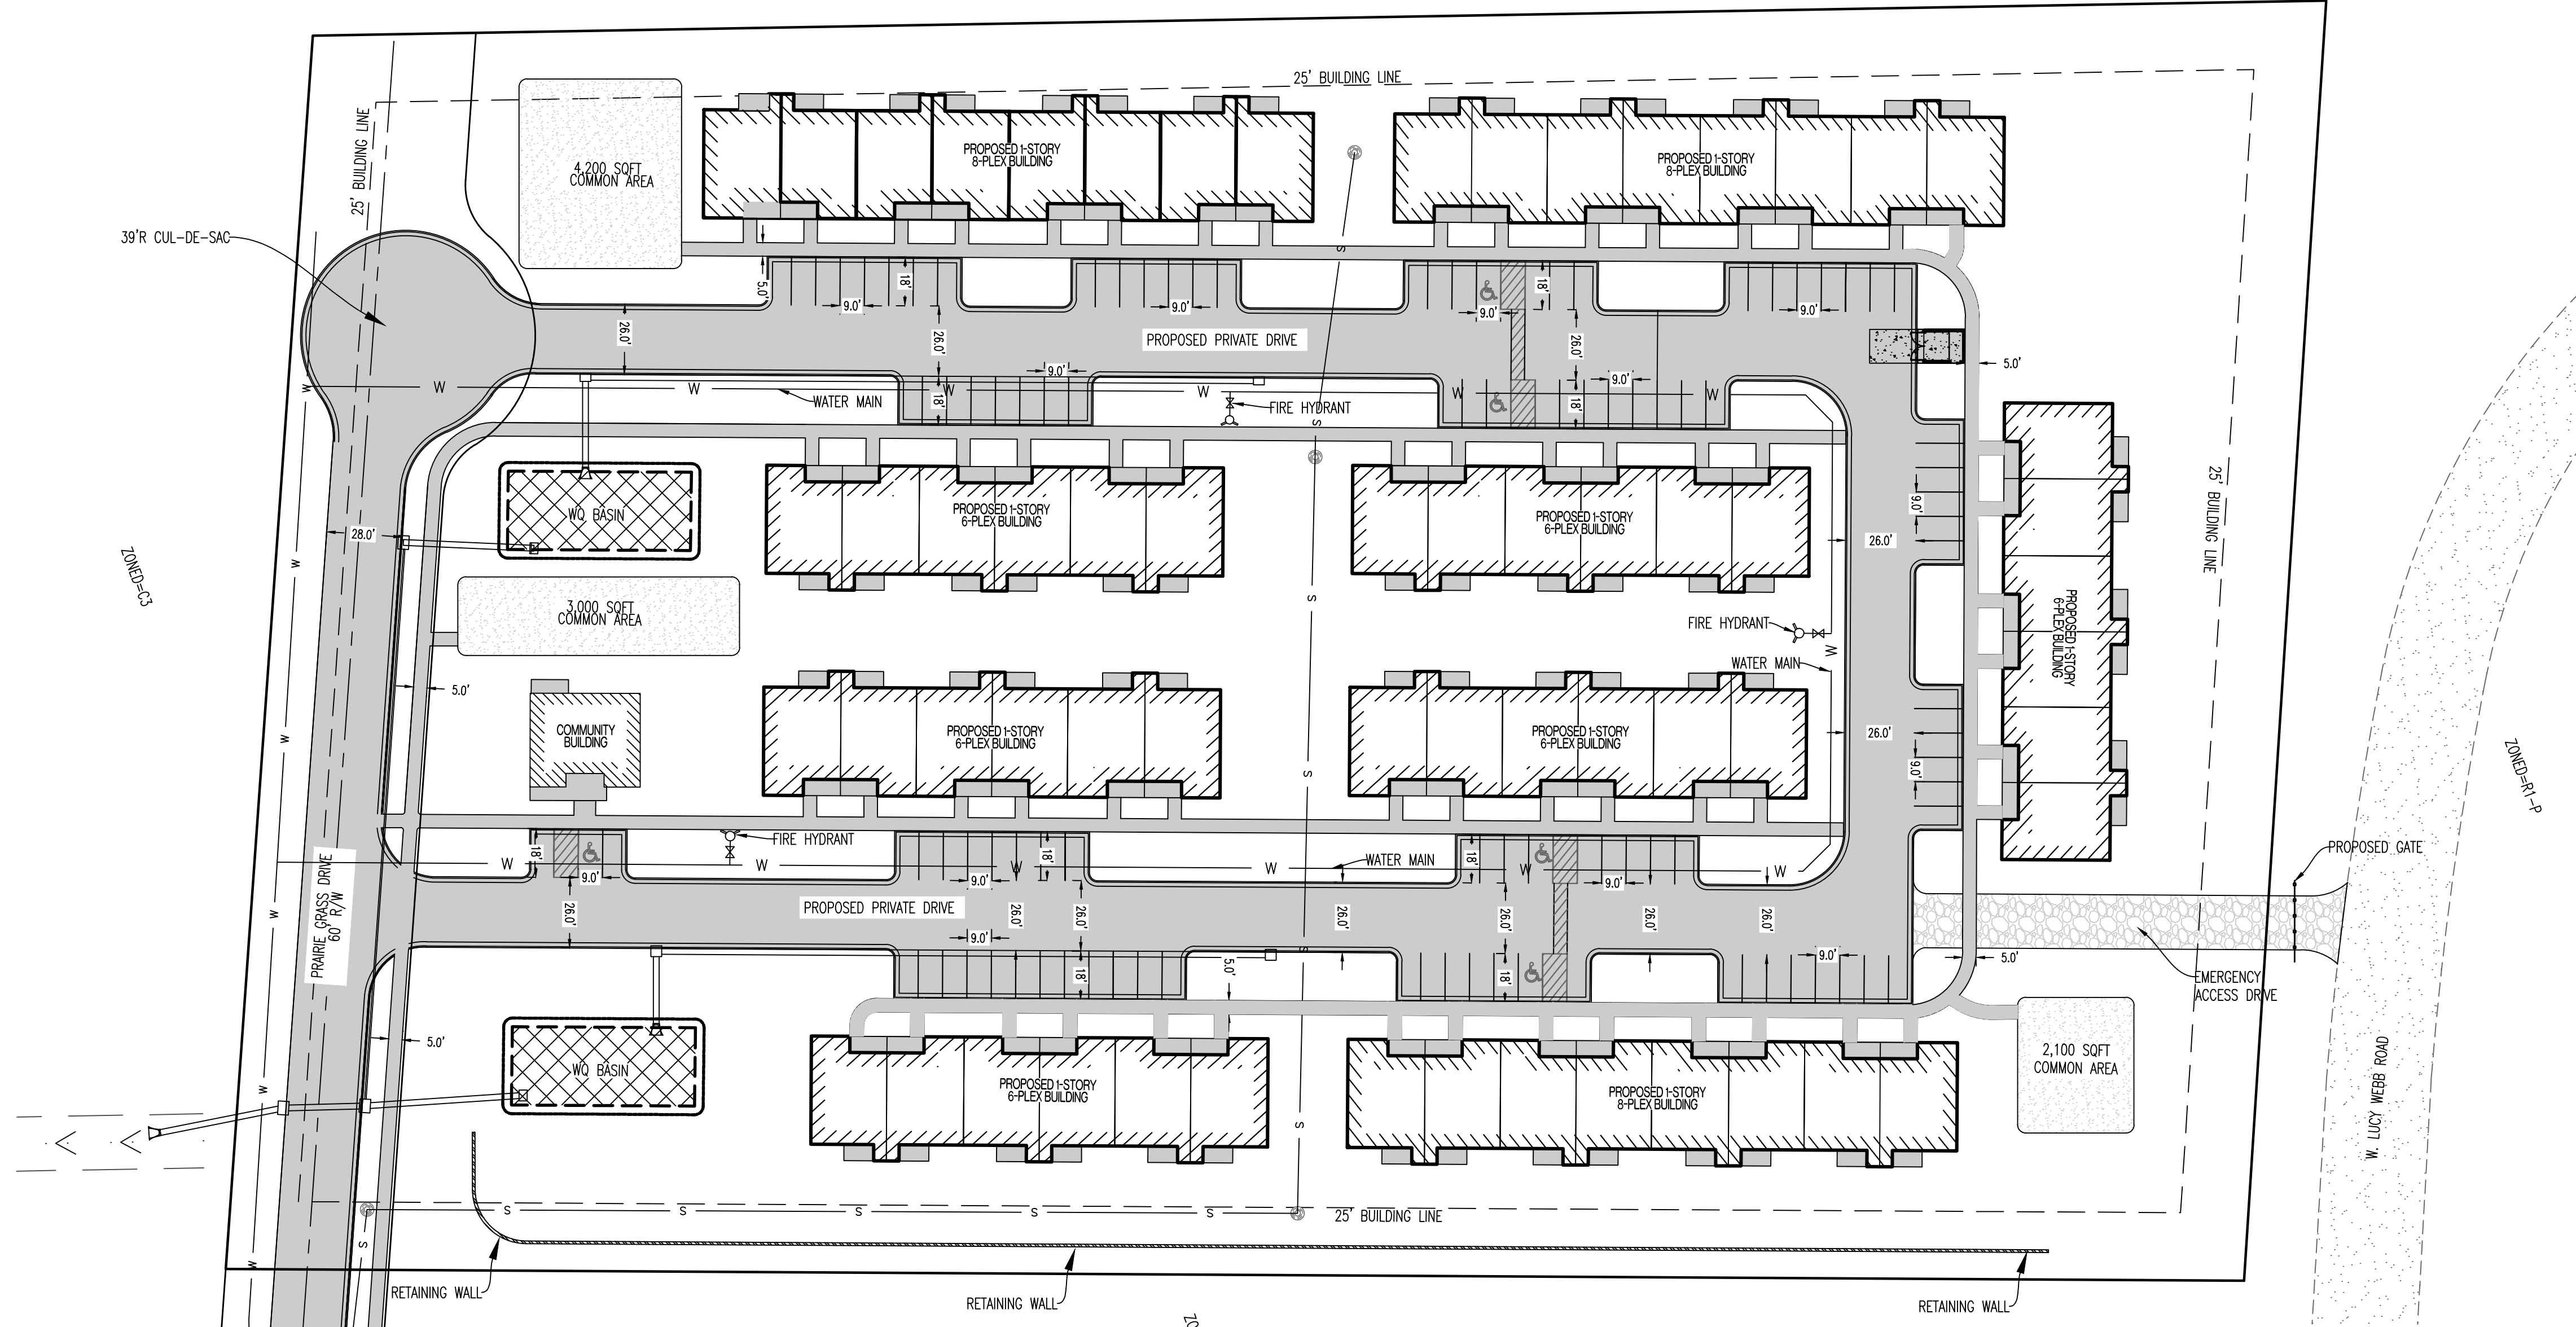 25' BUILDING LINE
25' BUILDING LINE
4,200 SQFT
COMMON AREA
PROPOSED 1-STORY
8-PLEX BUILDING
PROPOSED 1-STORY
8-PLEX BUILDING
39'R CUL-DE-SAC
S
5.0'
18'
9.0'
9.0'
9.0'
18'
9.0'
26.0'
26.0'
PROPOSED PRIVATE DRIVE
26.0'
5.0'
9.0'
9.0'
W
W
W
WATER MAIN
W
18'
W
FIRE HYDRANT
S
W
18'
W
25' BUILDING LINE
WQ BASIN
PROPOSED 1-STORY
6-PLEX BUILDING
PROPOSED 1-STORY
6-PLEX BUILDING
9.0'
28.0'
26.0'
ZONED=C3
W
3,000 SQFT
COMMON AREA
S
FIRE HYDRANT
PROPOSED 1-STORY
6-PLEX BUILDING
W
WATER MAIN
5.0'
W
COMMUNITY
BUILDING
PROPOSED 1-STORY
6-PLEX BUILDING
PROPOSED 1-STORY
6-PLEX BUILDING
26.0'
S
9.0'
ZONED=R1-P
FIRE HYDRANT
18'
W
W
18'
W
W
WATER MAIN
18'
W
W
PROPOSED GATE
9.0'
9.0'
9.0'
PRAIRIE GRASS DRIVE
60' R/W
W
26.0'
PROPOSED PRIVATE DRIVE
26.0'
26.0'
26.0'
26.0'
26.0'
26.0'
9.0'
S
9.0'
5.0'
5.0'
18'
18'
EMERGENCY
ACCESS DRIVE
5.0'
WQ BASIN
PROPOSED 1-STORY
6-PLEX BUILDING
PROPOSED 1-STORY
8-PLEX BUILDING
2,100 SQFT
COMMON AREA
W. LUCY WEBB ROAD
W
S
S
S
S
S
S
25' BUILDING LINE
S
W
RETAINING WALL
RETAINING WALL
RETAINING WALL